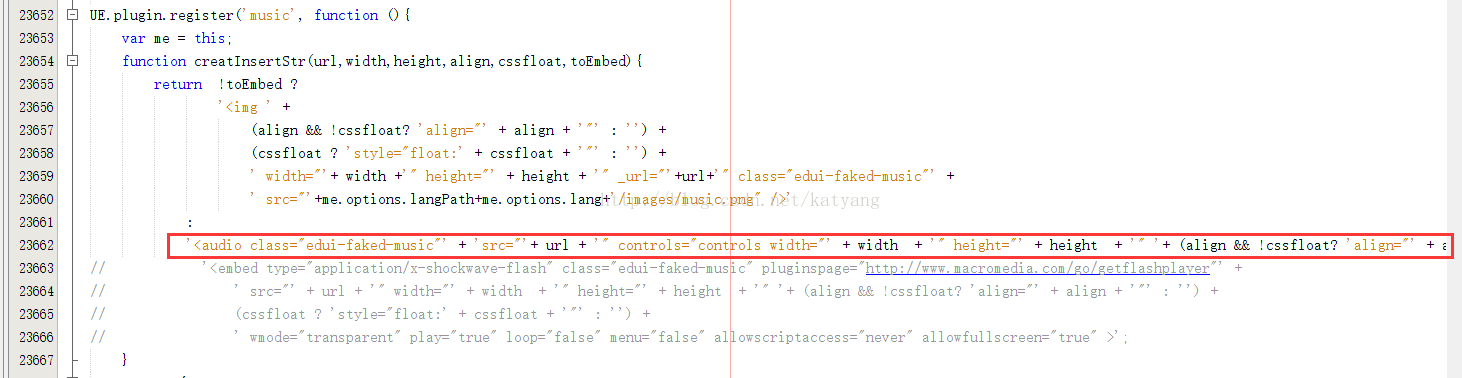 23652 UE.plugin.register('music', function (){
23653 var me = this;
23654 function creatInsertStr(url,width,height,align,cssfloat,toEmbed){
23655 return !toEmbed ?
23656 '<img ' +
23657 (align && !cssfloat? 'align="' + align + '"' : '') +
23658 (cssfloat ? 'style="float:' + cssfloat + '"' : '') +
23659 ' width="'+ width +'" height="' + height + '" _url="'+url+'" class="edui-faked-music"' +
23660 ' src="'+me.options.langPath+me.options.lang+'/images/music.png" />'
http://blog.csdn.net/katyang
23661 :
23662 '<audio class="edui-faked-music"' + 'src="'+ url + '" controls="controls width="' + width + '" height="' + height + '" '+ (align && !cssfloat? 'align="' + a
23663 // '<embed type="application/x-shockwave-flash" class="edui-faked-music" pluginspage="http://www.macromedia.com/go/getflashplayer"' +
23664 // ' src="' + url + '" width="' + width + '" height="' + height + '" '+ (align && !cssfloat? 'align="' + align + '"' : '') +
23665 // (cssfloat ? 'style="float:' + cssfloat + '"' : '') +
23666 // ' wmode="transparent" play="true" loop="false" menu="false" allowscriptaccess="never" allowfullscreen="true" >';
23667 }